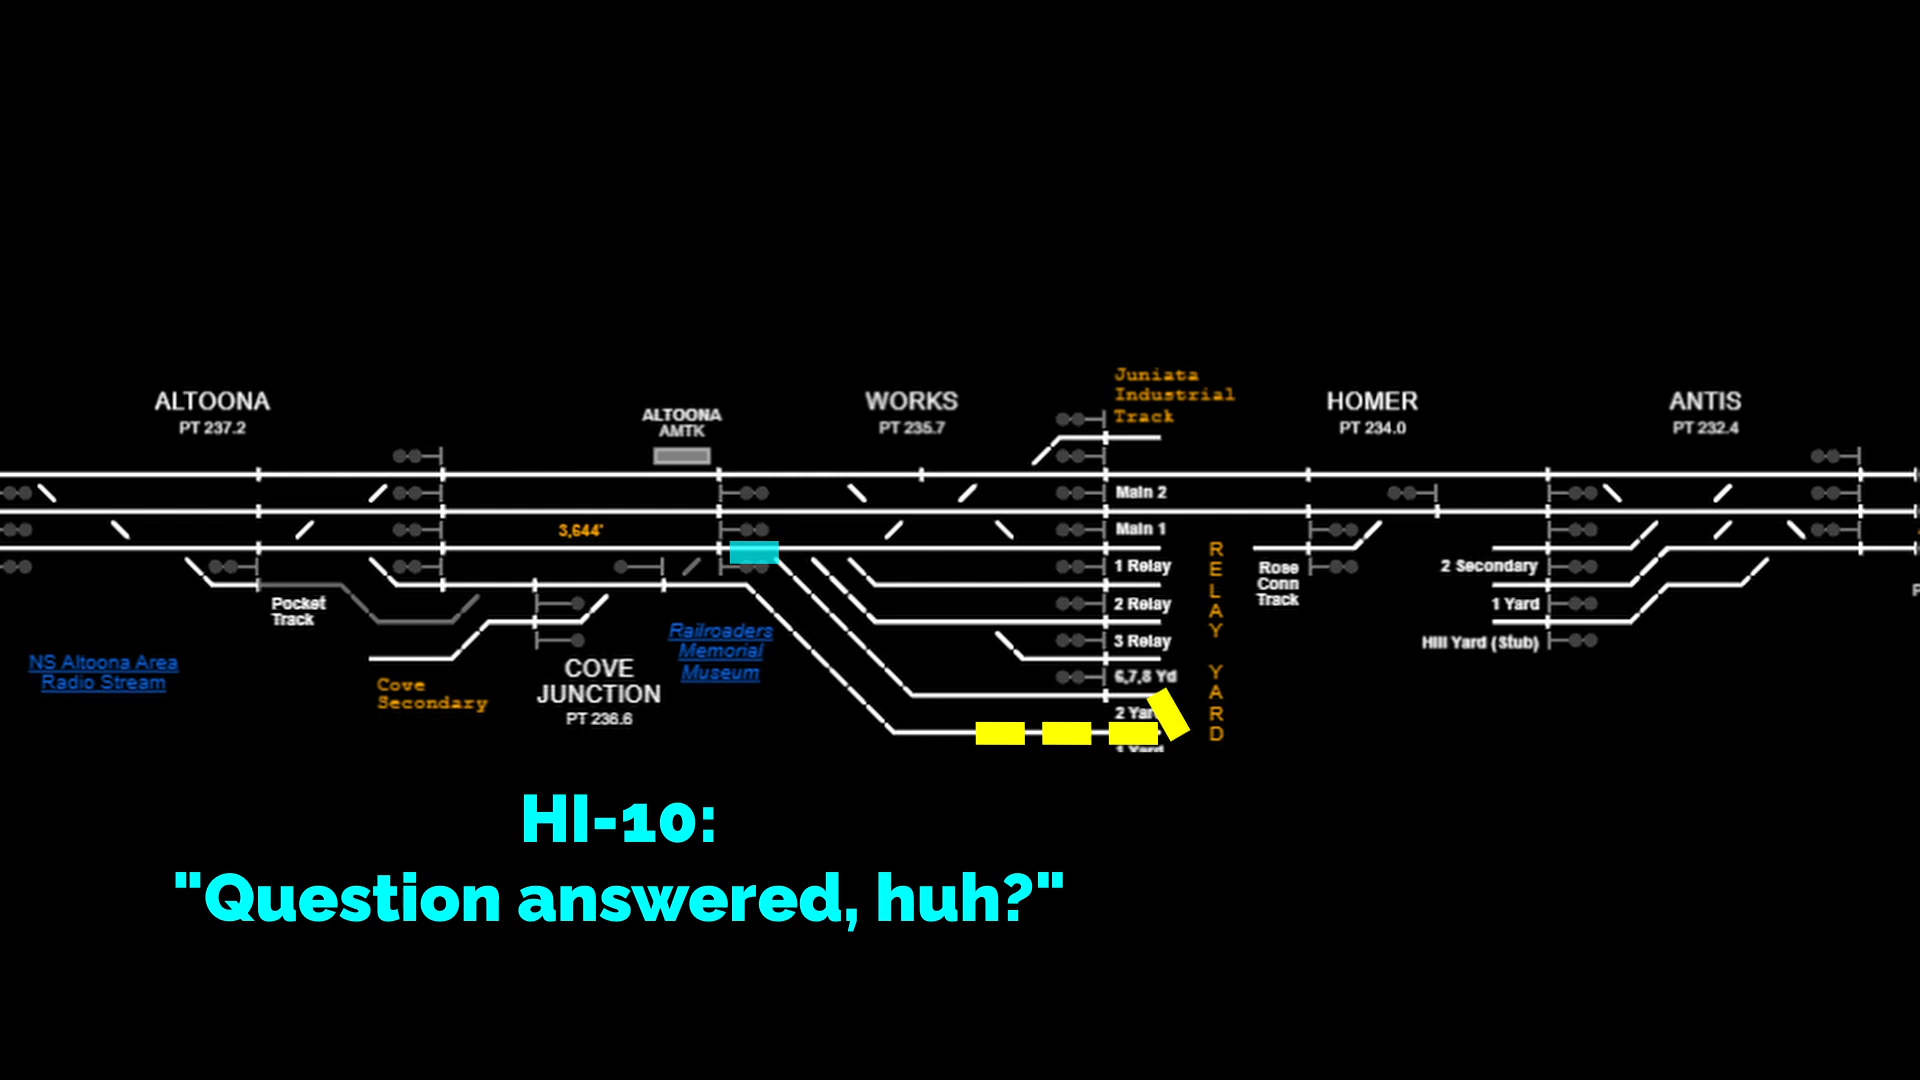 Juniata
Industrial
Track
ALTOONA
PT 237.2
ALTOONA
AMTK
WORKS
PT 235.7
HOMER
PT 234.0
ANTIS
PT 232.4
Main 2
3,644'
Main 1
R
E
L
A
Y
Y
A
R
D
1 Relay
Rose
Conn
Track
2 Secondary
Pocket
Track
2 Relay
1 Yard
Railroaders
Memorial
Museum
3 Relay
Hill Yard (Stub)
NS Altoona Area
Radio Stream
COVE
JUNCTION
PT 236.6
Cove
Secondary
6,7,8 Yd
2 Yard
1 Yard
HI-10:
"Question answered, huh?"